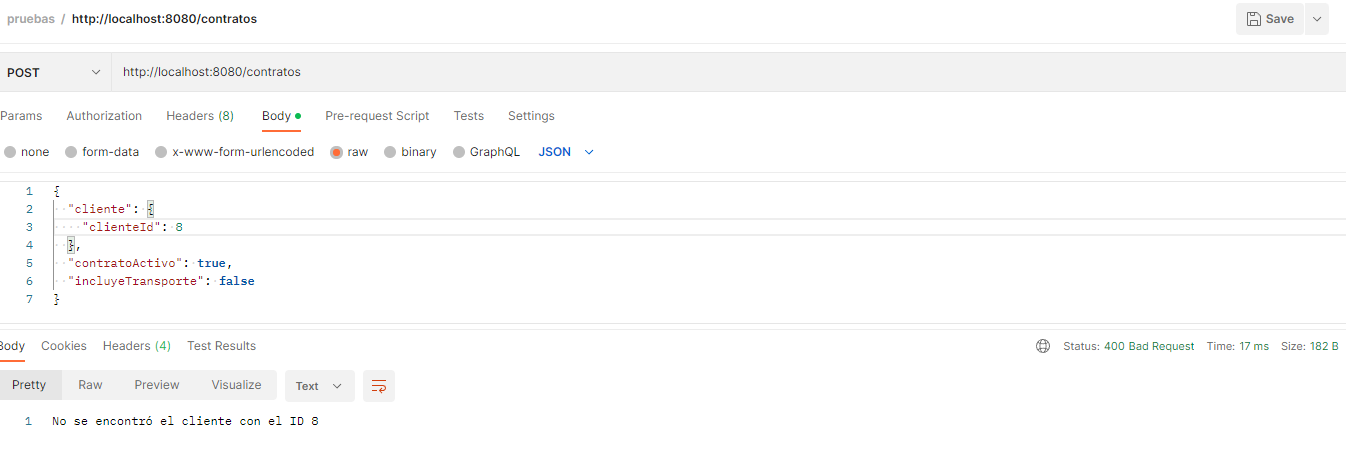 pruebas / http://localhost:8080/contratos
Save
POST
http://localhost:8080/contratos
Params Authorization Headers (8) Body Pre-request Script Tests Settings
none form-data x-www-form-urlencoded raw binary GraphQL JSON
1 {
2 "cliente": {
3 "clienteId": 8
4 },
5 "contratoActivo": true,
6 "incluyeTransporte": false
7 }
Body Cookies Headers (4) Test Results
Status: 400 Bad Request Time: 17 ms Size: 182 B
Pretty Raw Preview Visualize Text
1 No se encontró el cliente con el ID 8